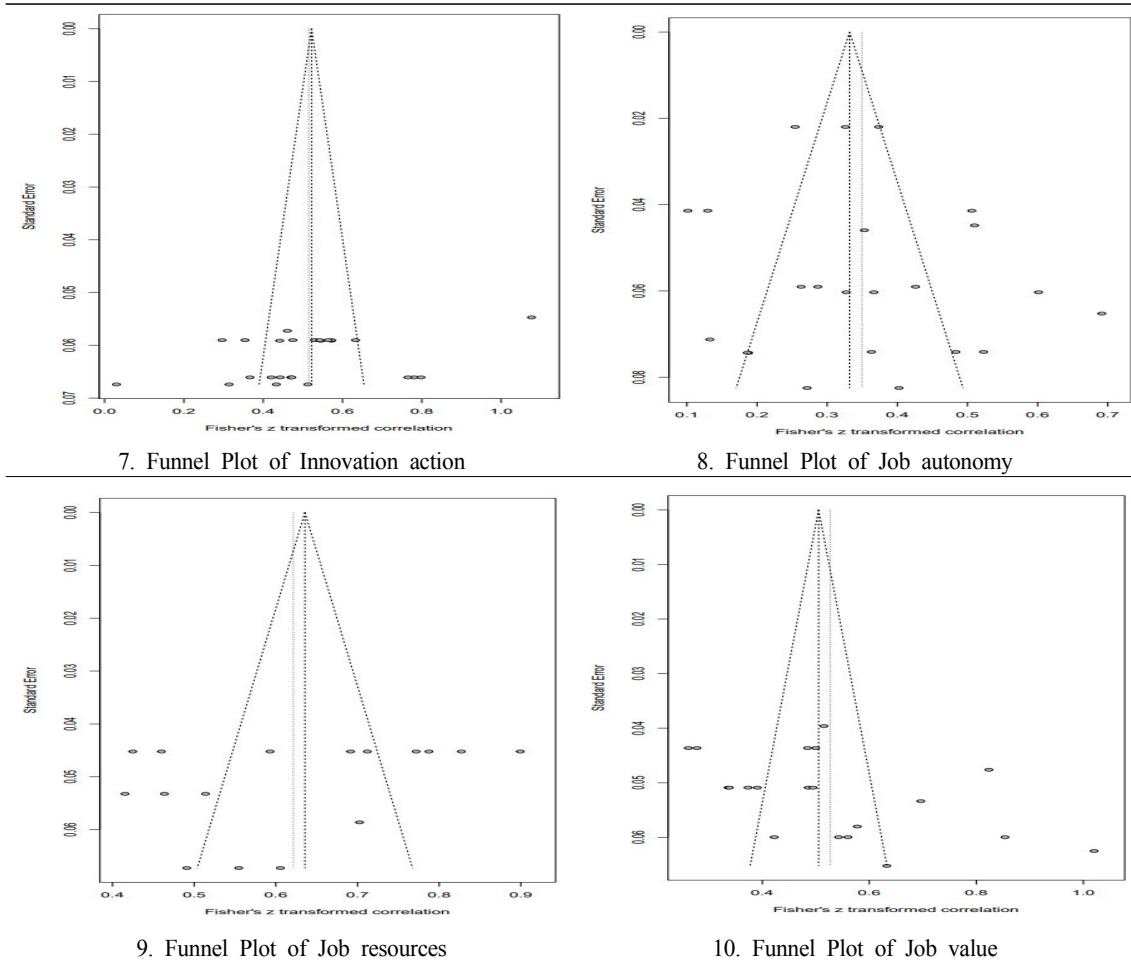 0.00
0.01
0.02
0.03
0.04
0.05
0.06
0.07
Standard Error
0.0 0.2 0.4 0.6 0.8 1.0
Fisher's z transformed correlation
7. Funnel Plot of Innovation action
0.00
0.02
0.04
0.06
0.08
Standard Error
0.1 0.2 0.3 0.4 0.5 0.6 0.7
Fisher's z transformed correlation
8. Funnel Plot of Job autonomy
0.00
0.01
0.02
0.03
0.04
0.05
0.06
Standard Error
0.4 0.5 0.6 0.7 0.8 0.9
Fisher's z transformed correlation
9. Funnel Plot of Job resources
0.00
0.01
0.02
0.03
0.04
0.05
0.06
Standard Error
0.4 0.6 0.8 1.0
Fisher's z transformed correlation
10. Funnel Plot of Job value